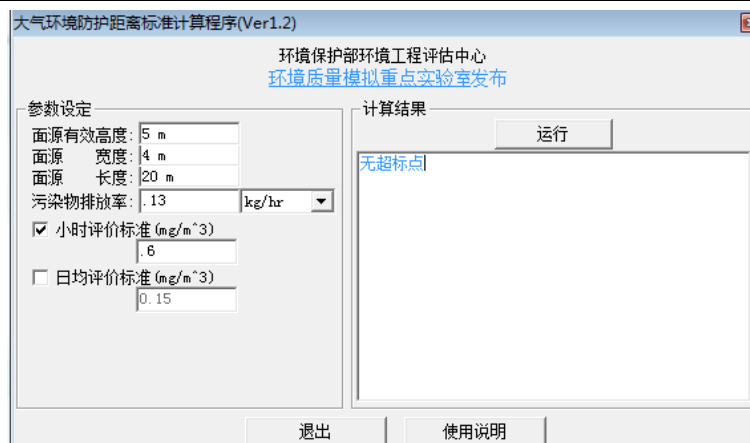 大气环境防护距离标准计算程序(Ver1.2)
环境保护部环境工程评估中心
环境质量模拟重点实验室发布
参数设定
面源有效高度: 5 m
面源 宽度: 4 m
面源 长度: 20 m
污染物排放率: .13 kg/hr
小时评价标准(mg/m^3)
.6
日均评价标准(mg/m^3)
0.15
计算结果
运行
无超标点
退出
使用说明